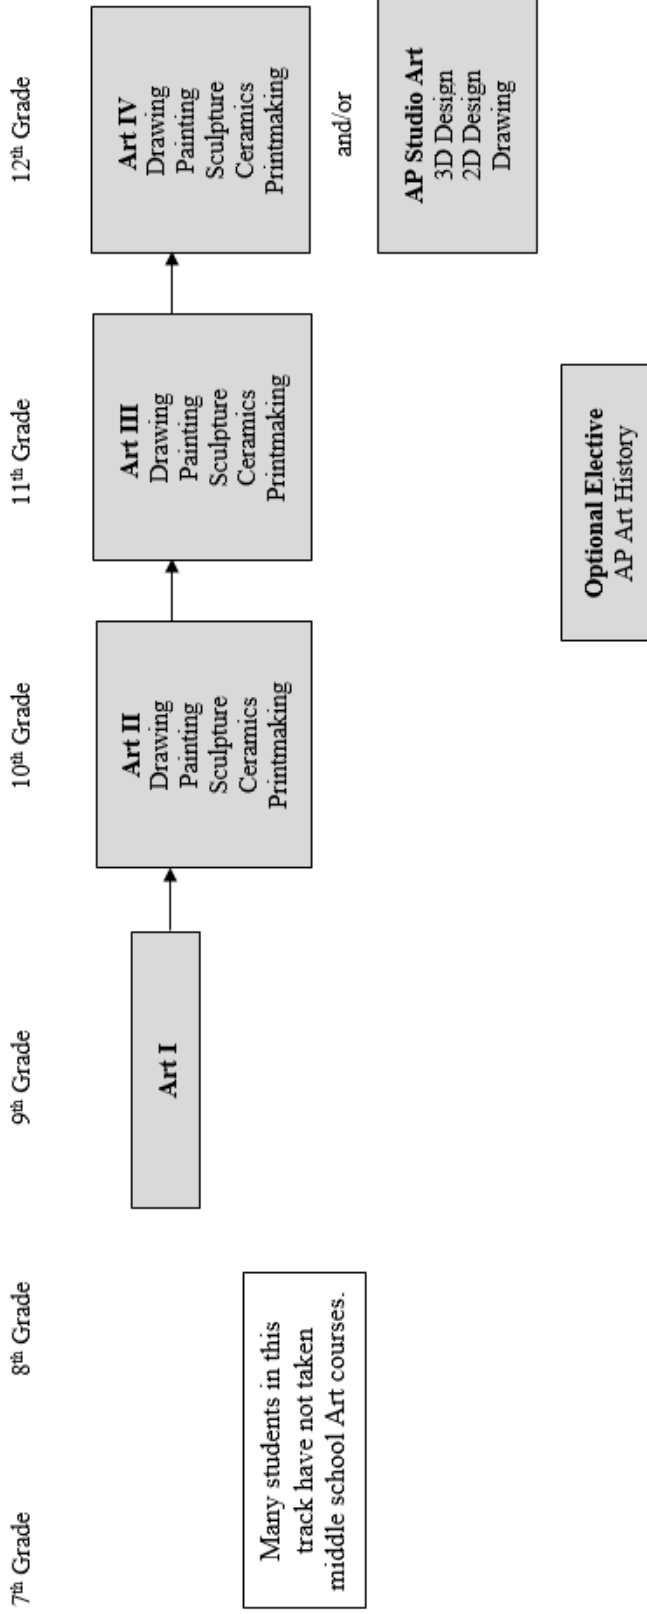 7th Grade
8th Grade
9th Grade
10th Grade
11th Grade
12th Grade
Many students in this
track have not taken
middle school Art courses.
Art I
Art II
Drawing
Painting
Sculpture
Ceramics
Printmaking
Art III
Drawing
Painting
Sculpture
Ceramics
Printmaking
Art IV
Drawing
Painting
Sculpture
Ceramics
Printmaking
and/or
AP Studio Art
3D Design
2D Design
Drawing
Optional Elective
AP Art History